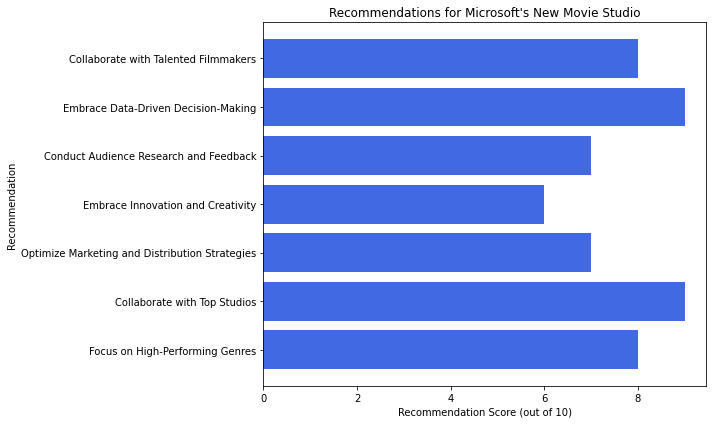 Recommendations for Microsoft's New Movie Studio
Recommendation
Collaborate with Talented Filmmakers
Embrace Data-Driven Decision-Making
Conduct Audience Research and Feedback
Embrace Innovation and Creativity
Optimize Marketing and Distribution Strategies
Collaborate with Top Studios
Focus on High-Performing Genres
0 2 4 6 8
Recommendation Score (out of 10)